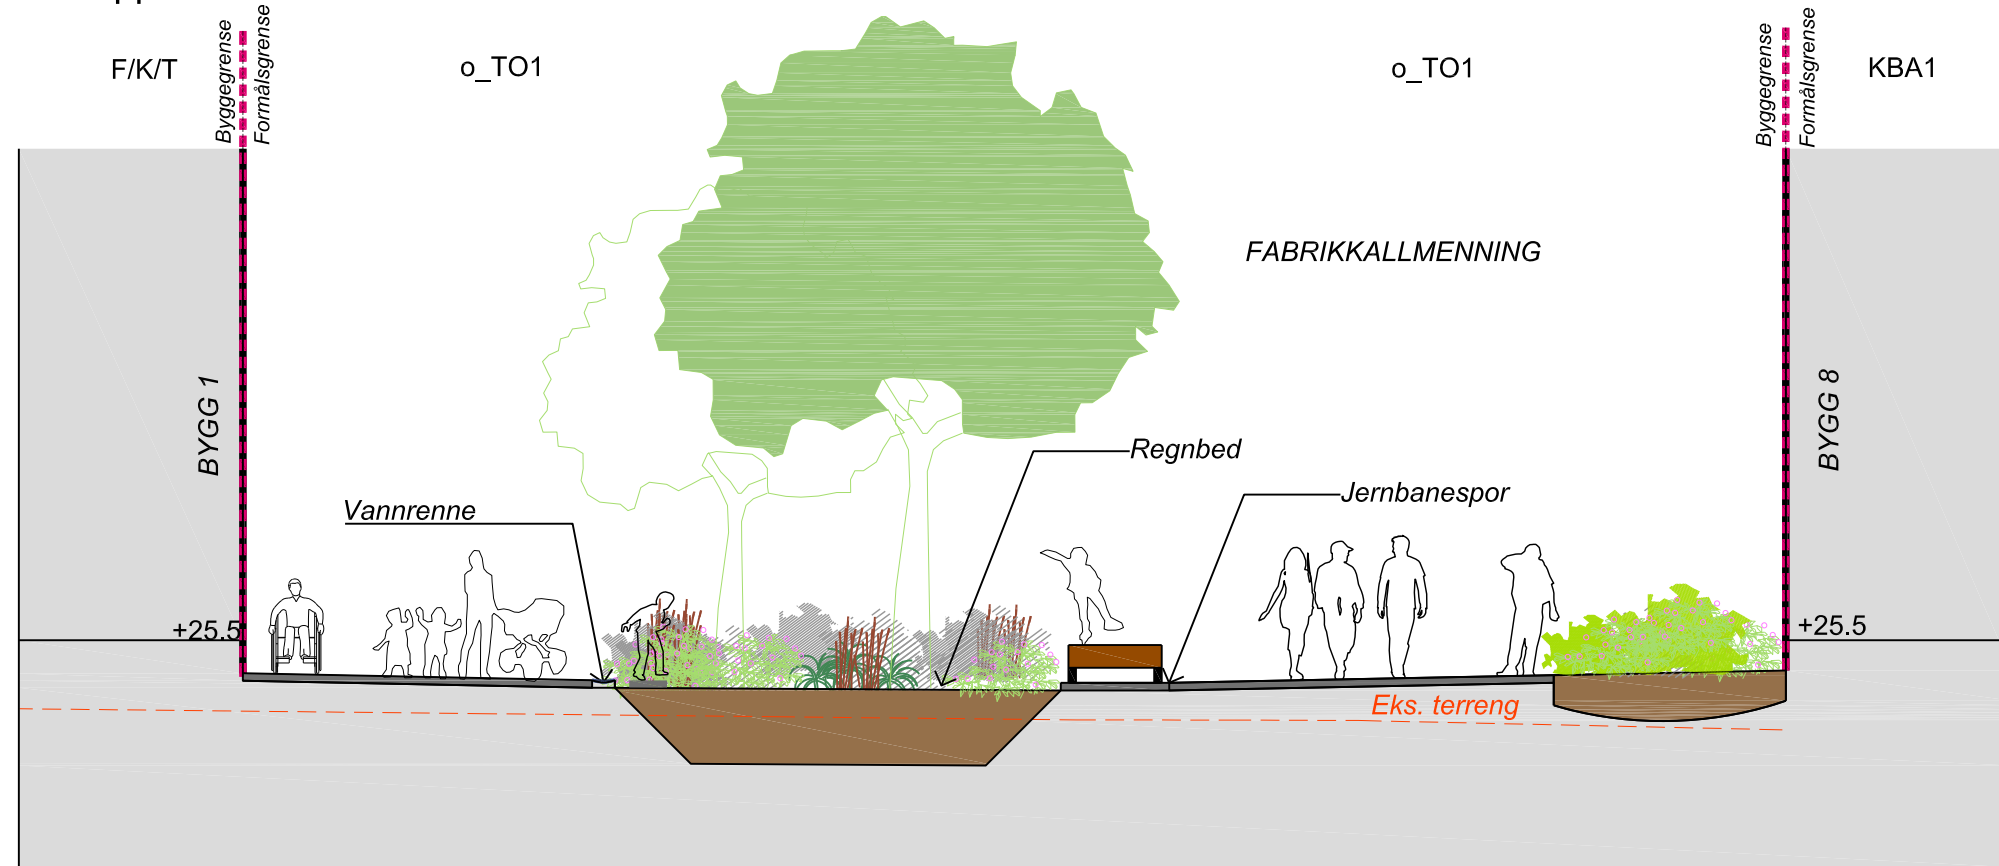 F/K/T
Byggegrense
Formålsgrense
o_TO1
o_TO1
Byggegrense
Formålsgrense
KBA1
FABRIKKALLMENNING
BYGG 1
BYGG 8
Regnbed
Jernbanespor
Vannrenne
+25.5
+25.5
Eks. terreng